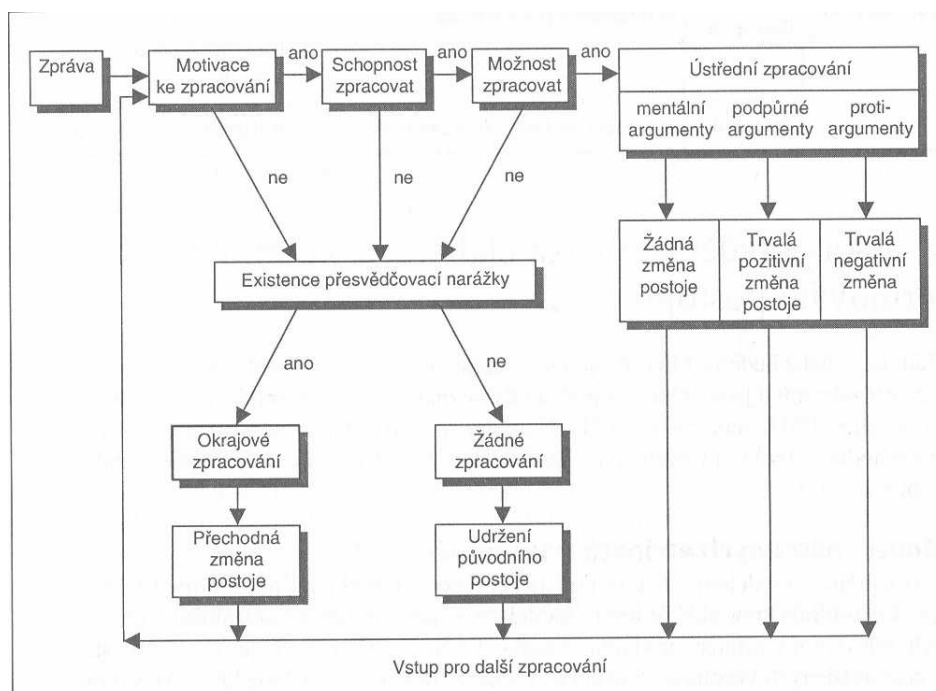 Zpráva
Motivace
ke zpracování
ano
Schopnost
zpracovat
ano
Možnost
zpracovat
ano
Ústřední zpracování
mentální
argumenty
podpůrné
argumenty
proti-
argumenty
ne
ne
ne
Žádná
změna
postoje
Trvalá
pozitivní
změna
postoje
Trvalá
negativní
změna
Existence přesvědčovací narážky
ano
ne
Okrajové
zpracování
Žádné
zpracování
Přechodná
změna
postoje
Udržení
původního
postoje
Vstup pro další zpracování